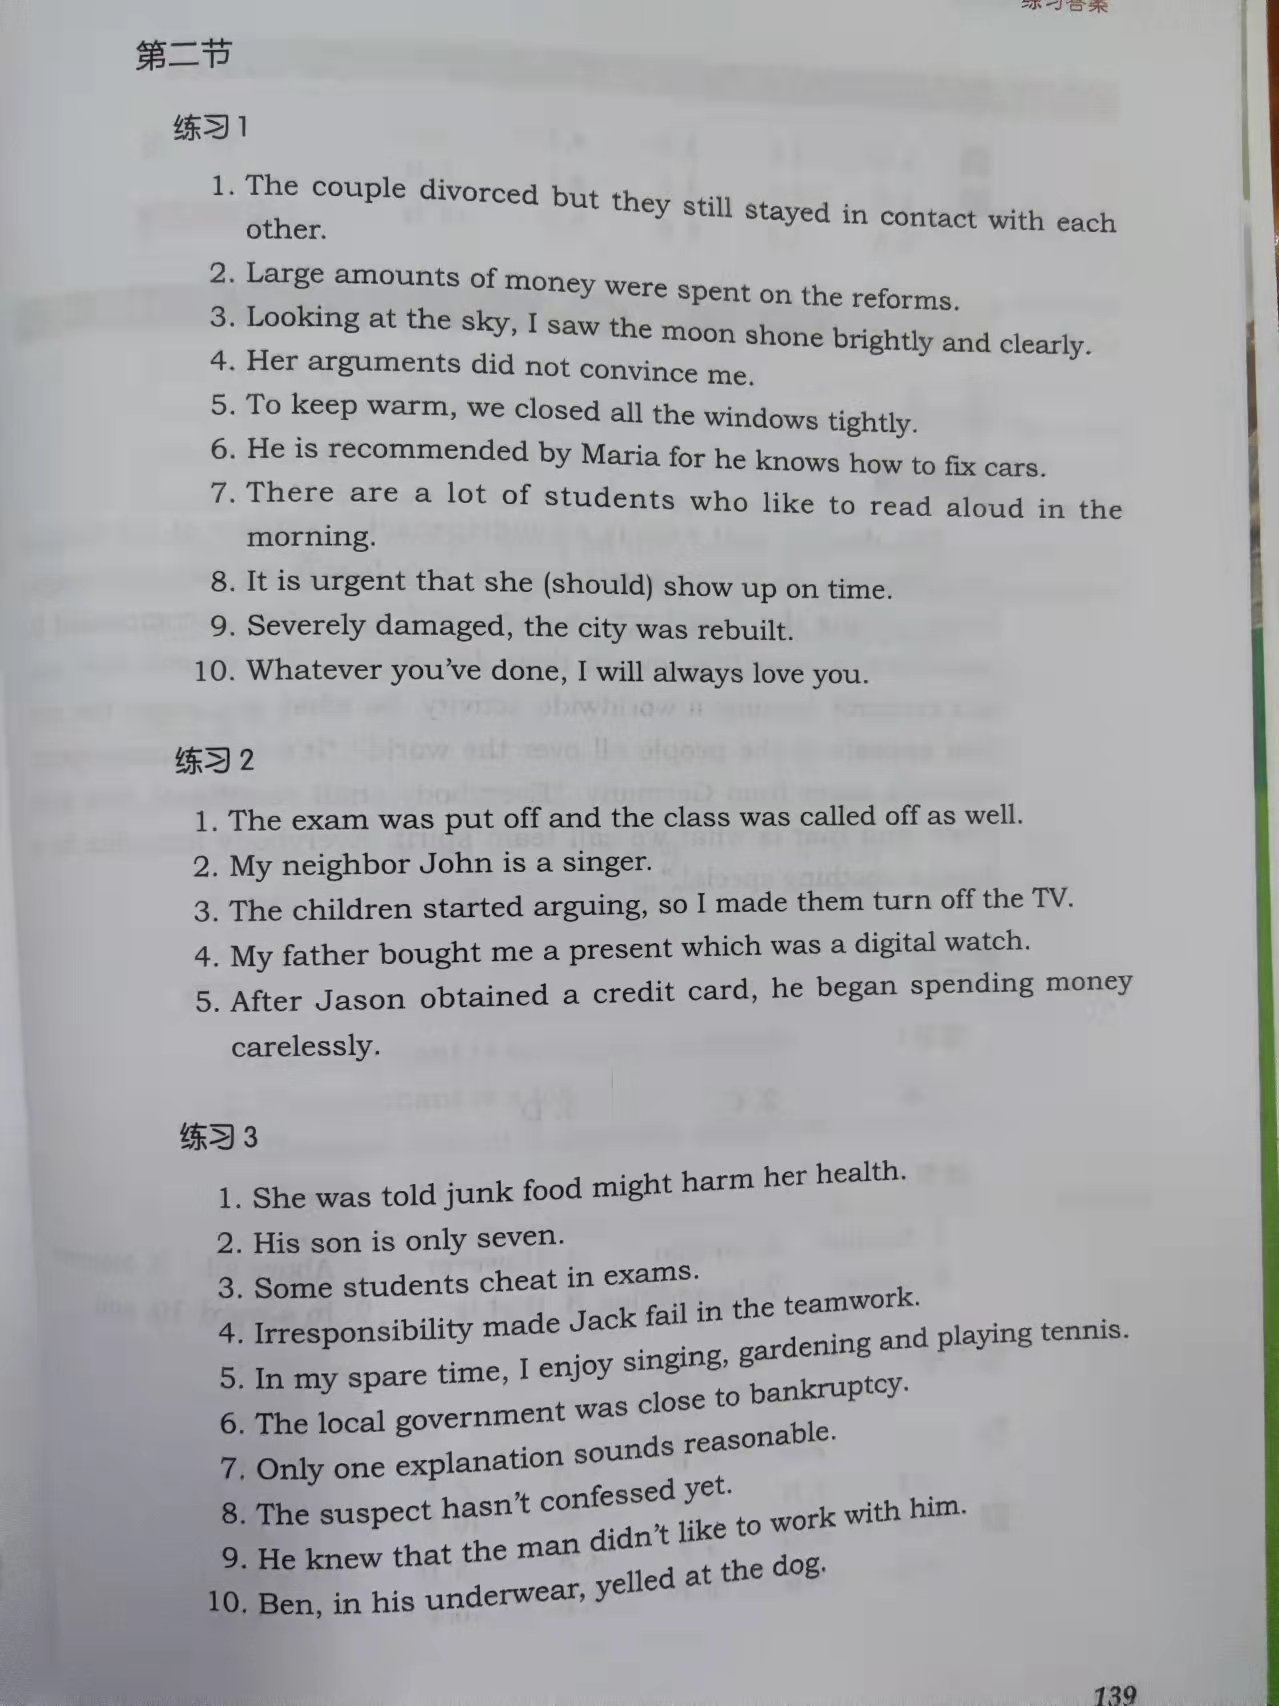 练习答案
第二节
练习1
1. The couple divorced but they still stayed in contact with each
other.
2. Large amounts of money were spent on the reforms.
3. Looking at the sky, I saw the moon shone brightly and clearly.
4. Her arguments did not convince me.
5. To keep warm, we closed all the windows tightly.
6. He is recommended by Maria for he knows how to fix cars.
7. There are a lot of students who like to read aloud in the
morning.
8. It is urgent that she (should) show up on time.
9. Severely damaged, the city was rebuilt.
10. Whatever you've done, I will always love you.
练习2
1. The exam was put off and the class was called off as well.
2. My neighbor John is a singer.
3. The children started arguing, so I made them turn off the TV.
4. My father bought me a present which was a digital watch.
5. After Jason obtained a credit card, he began spending money
carelessly.
练习3
1. She was told junk food might harm her health.
2. His son is only seven.
3. Some students cheat in exams.
4. Irresponsibility made Jack fail in the teamwork.
5. In my spare time, I enjoy singing, gardening and playing tennis.
6. The local government was close to bankruptcy.
7. Only one explanation sounds reasonable.
8. The suspect hasn't confessed yet.
9. He knew that the man didn't like to work with him.
10. Ben, in his underwear, yelled at the dog.
139